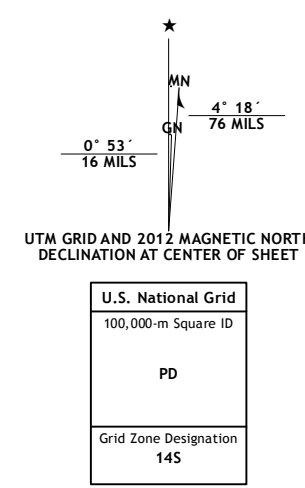 MN
4° 18´
76 MILS
GN
0° 53´
16 MILS
UTM GRID AND 2012 MAGNETIC NORTH
DECLINATION AT CENTER OF SHEET
U.S. National Grid
100,000-m Square ID
PD
Grid Zone Designation
14S